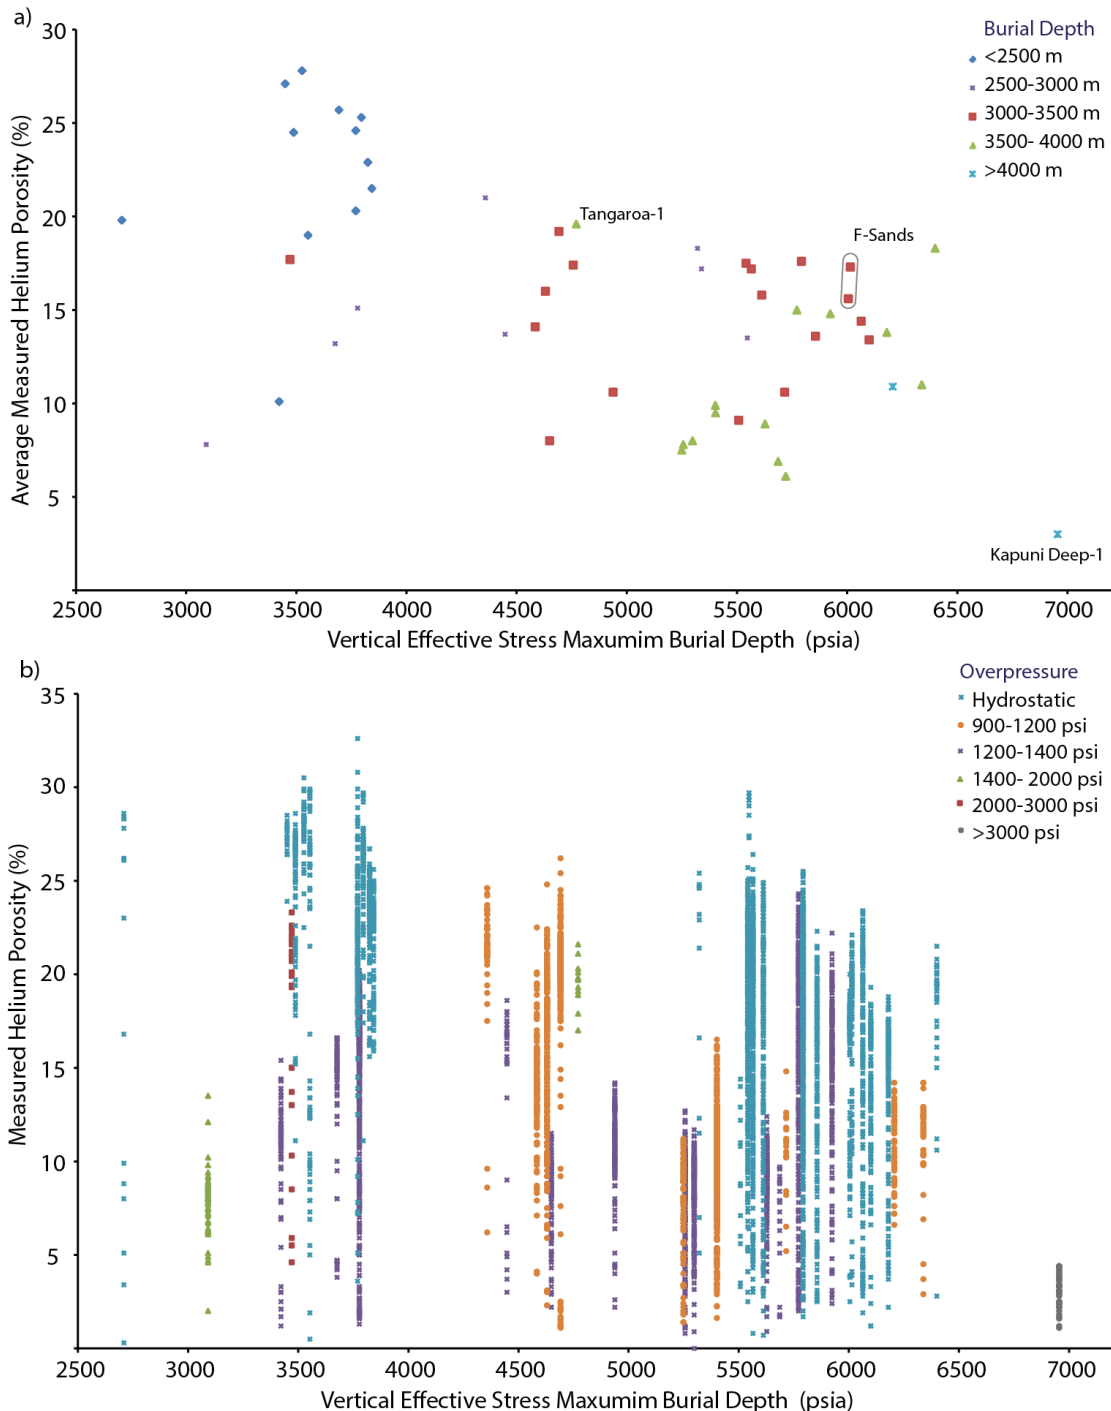 a)
Burial Depth
<2500 m
2500-3000 m
3000-3500 m
3500- 4000 m
>4000 m
30
25
20
15
10
5
Average Measured Helium Porosity (%)
Tangaroa-1
F-Sands
Kapuni Deep-1
2500 3000 3500 4000 4500 5000 5500 6000 6500 7000
Vertical Effective Stress Maxumim Burial Depth (psia)
b)
Overpressure
Hydrostatic
900-1200 psi
1200-1400 psi
1400- 2000 psi
2000-3000 psi
>3000 psi
35
30
25
20
15
10
5
Measured Helium Porosity (%)
2500 3000 3500 4000 4500 5000 5500 6000 6500 7000
Vertical Effective Stress Maxumim Burial Depth (psia)